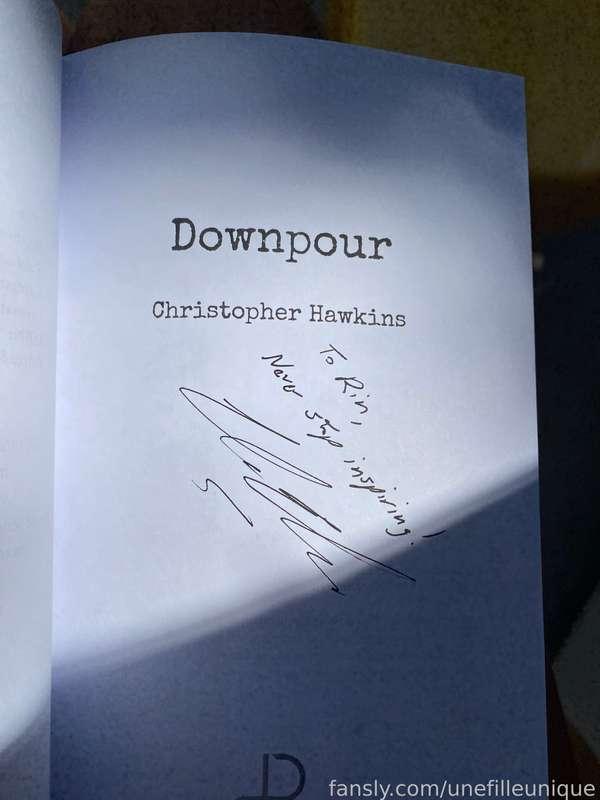 Downpour
Christopher Hawkins
To Rin,
Never stop inspiring!
fansly.com/unefilleunique